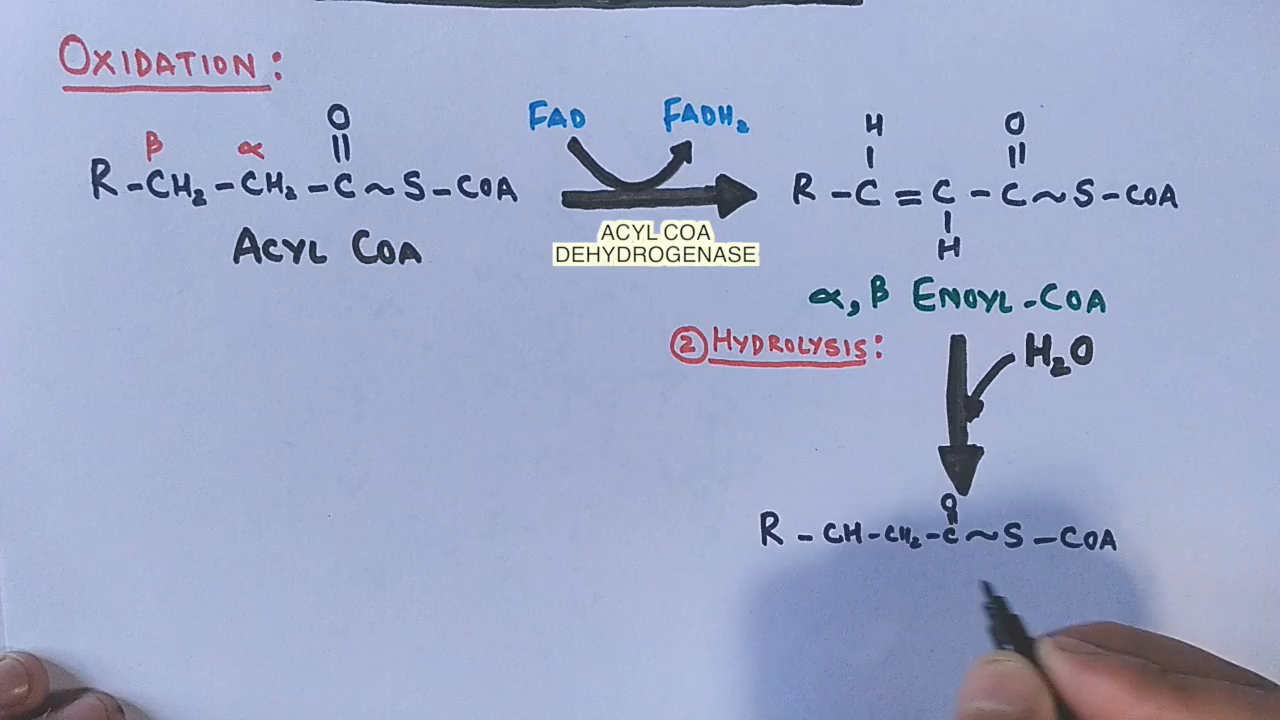 OXIDATION:
O
β α ||
R-CH₂-CH₂-C~S-COA
ACYL COA
FAD FADH₂
ACYL COA
DEHYDROGENASE
H O
| ||
R-C=C-C~S-COA
|
H
α, β ENOYL-COA
② HYDROLYSIS:
H₂O
O
||
R-CH-CH₂-C~S-COA